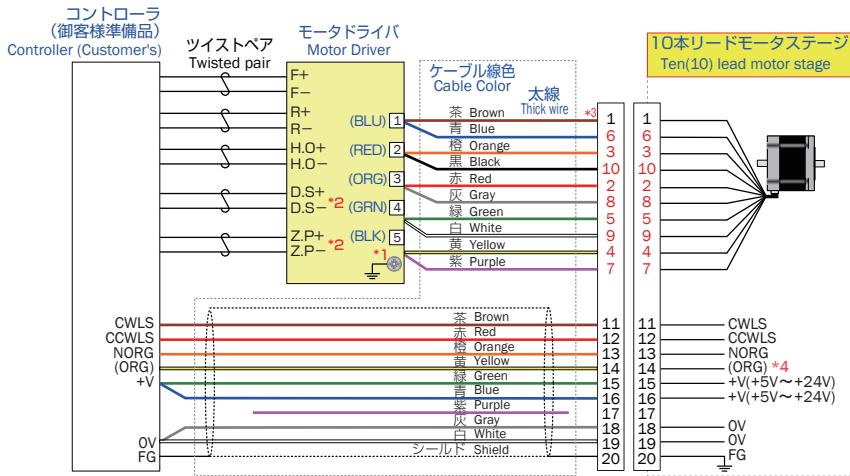 コントローラ
(御客様準備品)
Controller (Customer's)
ツイストペア
Twisted pair
モータドライバ
Motor Driver
ケーブル線色
Cable Color
太線
Thick wire
10本リードモータステージ
Ten(10) lead motor stage
F+
F−
R+
R−
H.O+
H.O−
D.S+
D.S− *2
Z.P+
Z.P− *2
(BLU) 1
(RED) 2
(ORG) 3
(GRN) 4
(BLK) 5
*1
茶 Brown *3 1 1
青 Blue 6 6
橙 Orange 3 3
黒 Black 10 10
赤 Red 2 2
灰 Gray 8 8
緑 Green 5 5
白 White 9 9
黄 Yellow 4 4
紫 Purple 7 7
CWLS 茶 Brown 11 11 CWLS
CCWLS 赤 Red 12 12 CCWLS
NORG 橙 Orange 13 13 NORG
(ORG) 黄 Yellow 14 14 (ORG) *4
+V 緑 Green 15 15 +V(+5V〜+24V)
青 Blue 16 16 +V(+5V〜+24V)
紫 Purple 17 17
灰 Gray 18 18 0V
0V 白 White 19 19 0V
FG シールド Shield 20 20 FG